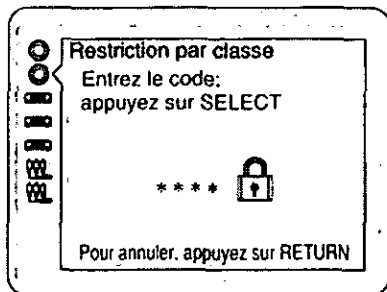 Restriction par classe
Entrez le code:
appuyez sur SELECT
* * * *
Pour annuler, appuyez sur RETURN